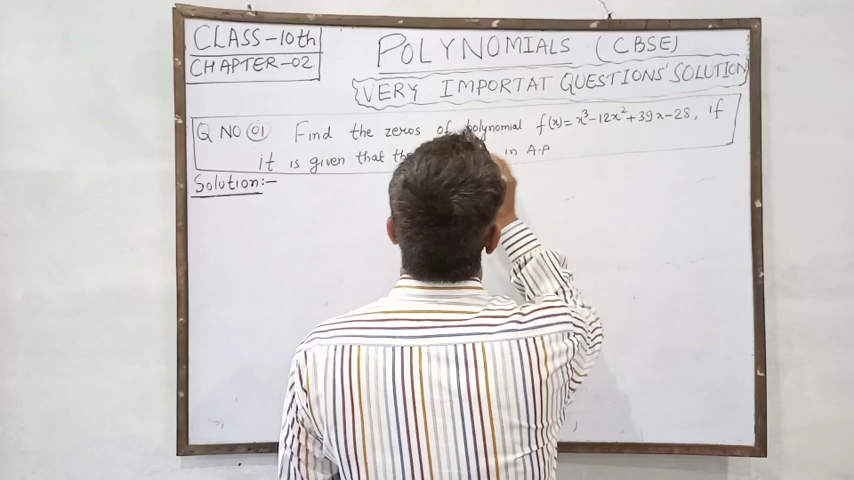 CLASS-10th
CHAPTER-02
POLYNOMIALS (CBSE)
VERY IMPORTAT QUESTIONS' SOLUTION
Q NO 01 Find the zeros of polynomial f(x)=x³-12x²+39x-28, if
it is given that the in A.P
Solution:-